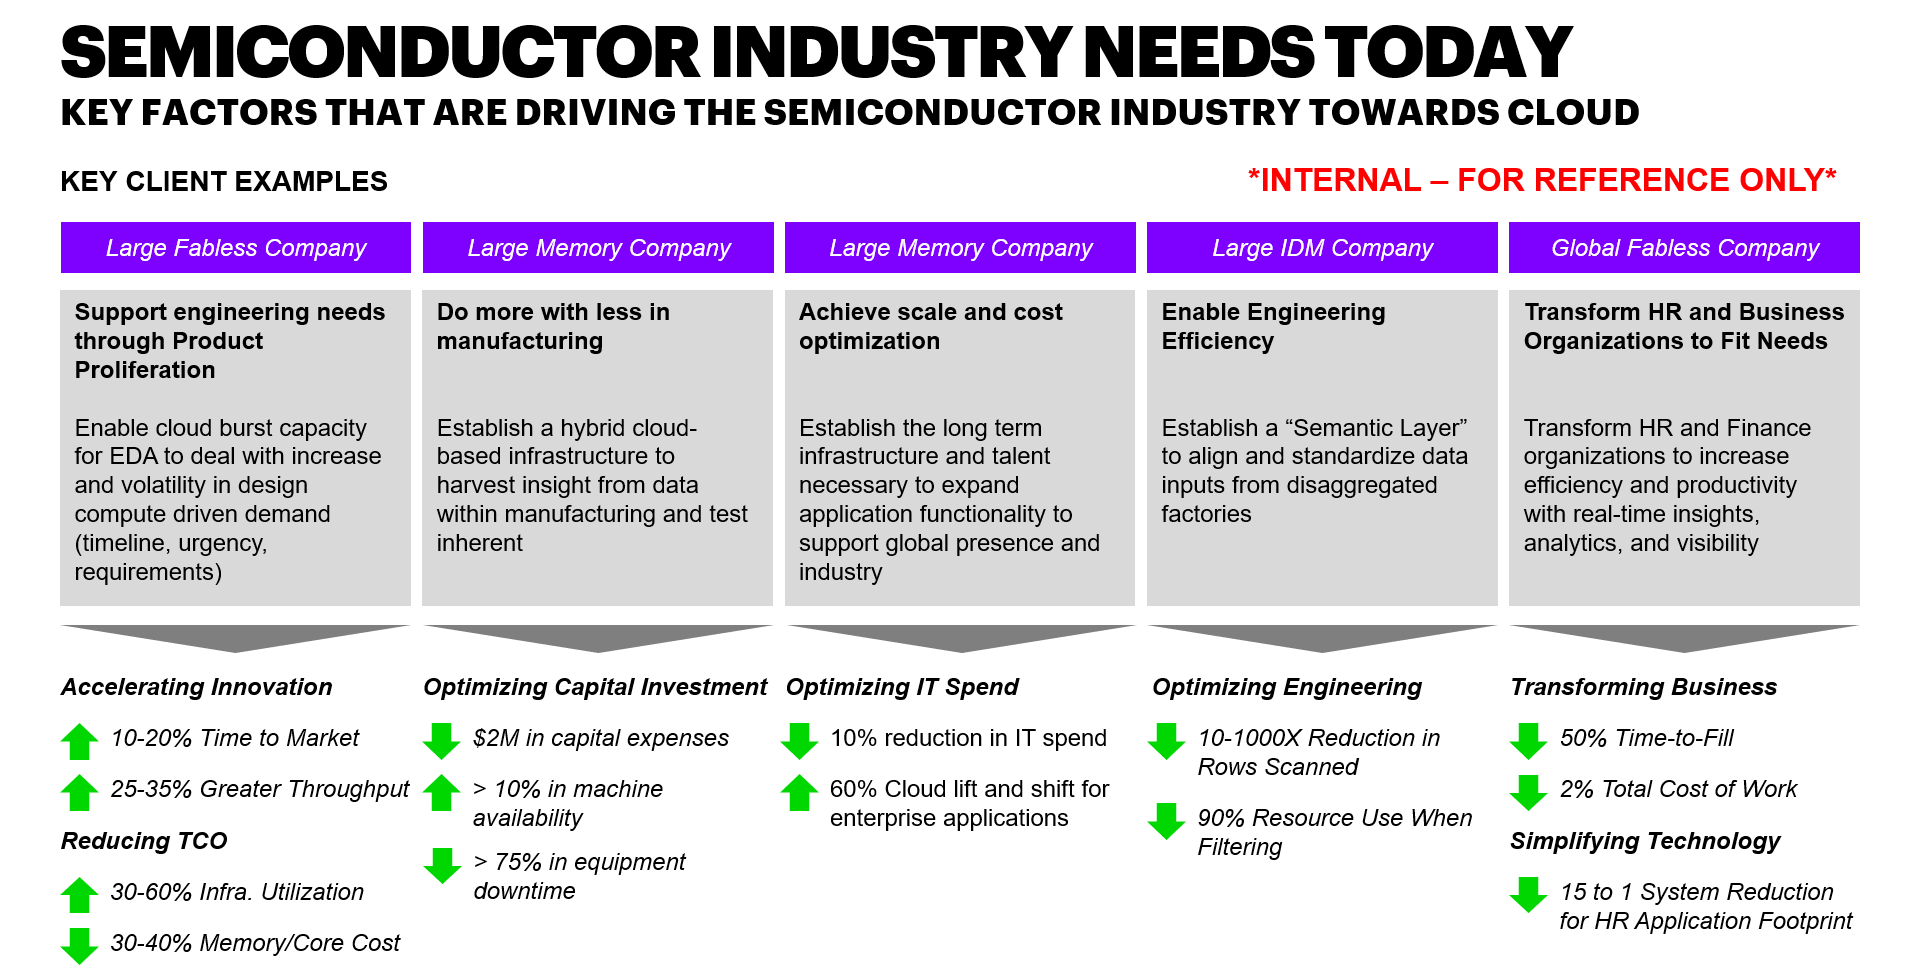 SEMICONDUCTOR INDUSTRY NEEDS TODAY
KEY FACTORS THAT ARE DRIVING THE SEMICONDUCTOR INDUSTRY TOWARDS CLOUD
KEY CLIENT EXAMPLES
*INTERNAL – FOR REFERENCE ONLY*
Large Fabless Company
Support engineering needs
through Product
Proliferation
Enable cloud burst capacity
for EDA to deal with increase
and volatility in design
compute driven demand
(timeline, urgency,
requirements)
Accelerating Innovation
10-20% Time to Market
25-35% Greater Throughput
Reducing TCO
30-60% Infra. Utilization
30-40% Memory/Core Cost
Large Memory Company
Do more with less in
manufacturing
Establish a hybrid cloud-
based infrastructure to
harvest insight from data
within manufacturing and test
inherent
Optimizing Capital Investment
$2M in capital expenses
> 10% in machine
availability
> 75% in equipment
downtime
Large Memory Company
Achieve scale and cost
optimization
Establish the long term
infrastructure and talent
necessary to expand
application functionality to
support global presence and
industry
Optimizing IT Spend
10% reduction in IT spend
60% Cloud lift and shift for
enterprise applications
Large IDM Company
Enable Engineering
Efficiency
Establish a “Semantic Layer”
to align and standardize data
inputs from disaggregated
factories
Optimizing Engineering
10-1000X Reduction in
Rows Scanned
90% Resource Use When
Filtering
Global Fabless Company
Transform HR and Business
Organizations to Fit Needs
Transform HR and Finance
organizations to increase
efficiency and productivity
with real-time insights,
analytics, and visibility
Transforming Business
50% Time-to-Fill
2% Total Cost of Work
Simplifying Technology
15 to 1 System Reduction
for HR Application Footprint